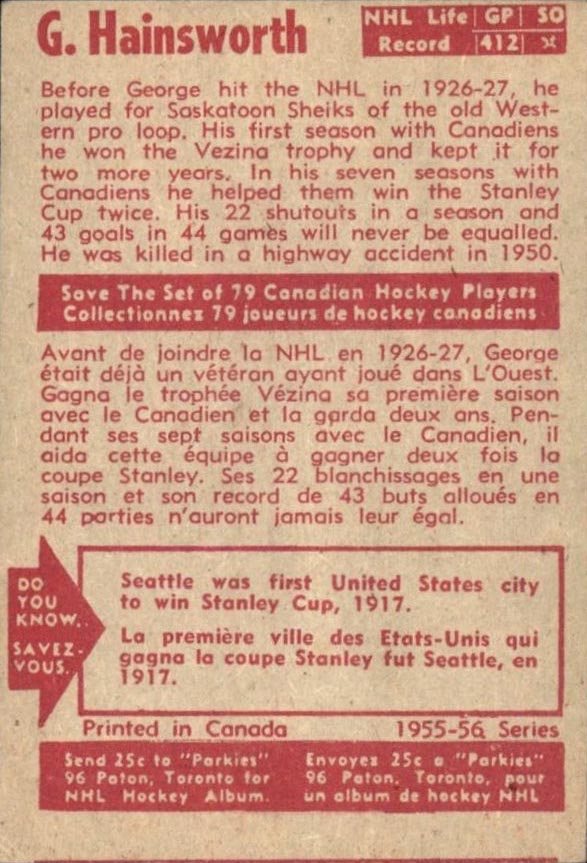 G. Hainsworth
NHL Life GP SO
Record 412
Before George hit the NHL in 1926-27, he
played for Saskatoon Sheiks of the old West-
ern pro loop. His first season with Canadiens
he won the Vezina trophy and kept it for
two more years. In his seven seasons with
Canadiens he helped them win the Stanley
Cup twice. His 22 shutouts in a season and
43 goals in 44 games will never be equalled.
He was killed in a highway accident in 1950.
Save The Set of 79 Canadian Hockey Players
Collectionnez 79 joueurs de hockey canadiens
Avant de joindre la NHL en 1926-27, George
était déjà un vétéran ayant joué dans L'Ouest.
Gagna le trophée Vézina sa première saison
avec le Canadien et la garda deux ans. Pen-
dant ses sept saisons avec le Canadien, il
aida cette équipe à gagner deux fois la
coupe Stanley. Ses 22 blanchissages en une
saison et son record de 43 buts alloués en
44 parties n'auront jamais leur égal.
DO
YOU
KNOW..
SAVEZ-
VOUS.
Seattle was first United States city
to win Stanley Cup, 1917.
La première ville des Etats-Unis qui
gagna la coupe Stanley fut Seattle, en
1917.
Printed in Canada 1955-56 Series
Send 25c to "Parkies"
96 Paton, Toronto for
NHL Hockey Album.
Envoyez 25c a "Parkies"
96 Paton, Toronto, pour
un album de hockey NHL